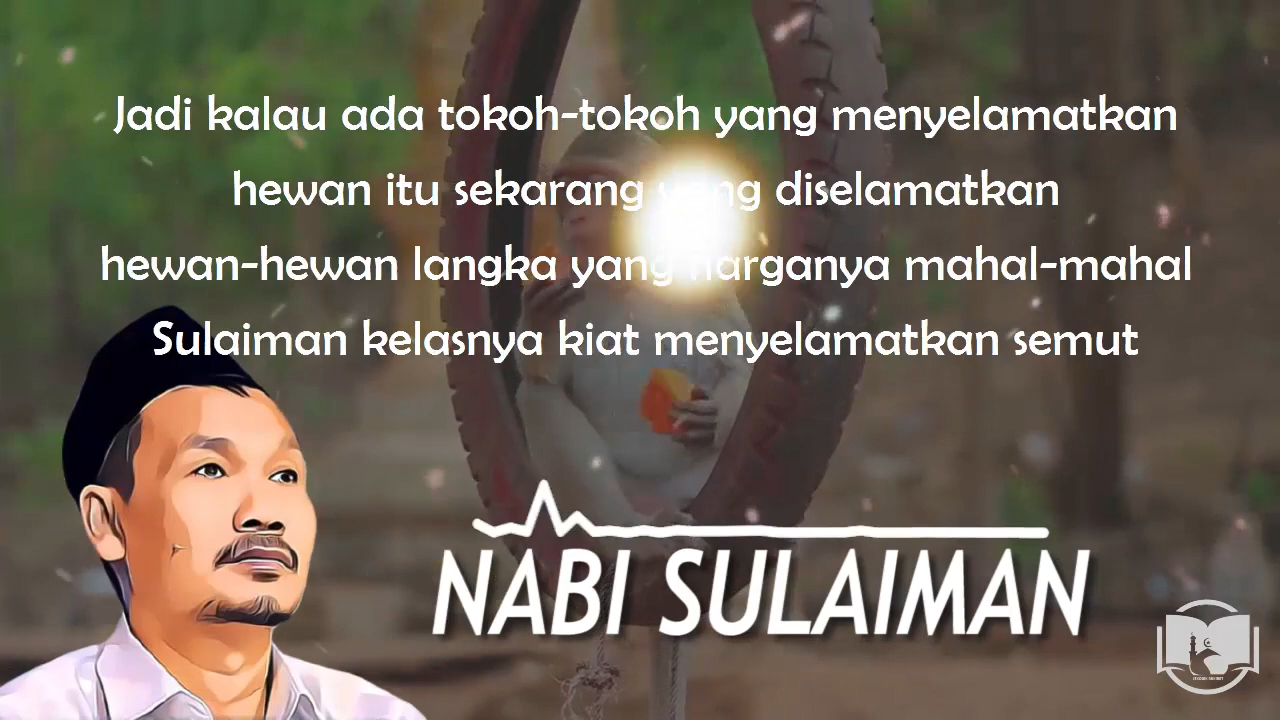 Jadi kalau ada tokoh-tokoh yang menyelamatkan
hewan itu sekarang yang diselamatkan
hewan-hewan langka yang harganya mahal-mahal
Sulaiman kelasnya kiat menyelamatkan semut
NABI SULAIMAN